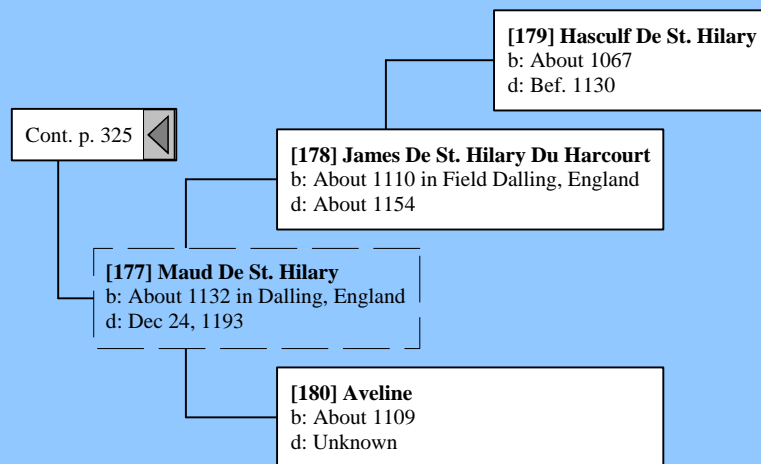 [179] Hasculf De St. Hilary
b: About 1067
d: Bef. 1130
Cont. p. 325
[178] James De St. Hilary Du Harcourt
b: About 1110 in Field Dalling, England
d: About 1154
[177] Maud De St. Hilary
b: About 1132 in Dalling, England
d: Dec 24, 1193
[180] Aveline
b: About 1109
d: Unknown